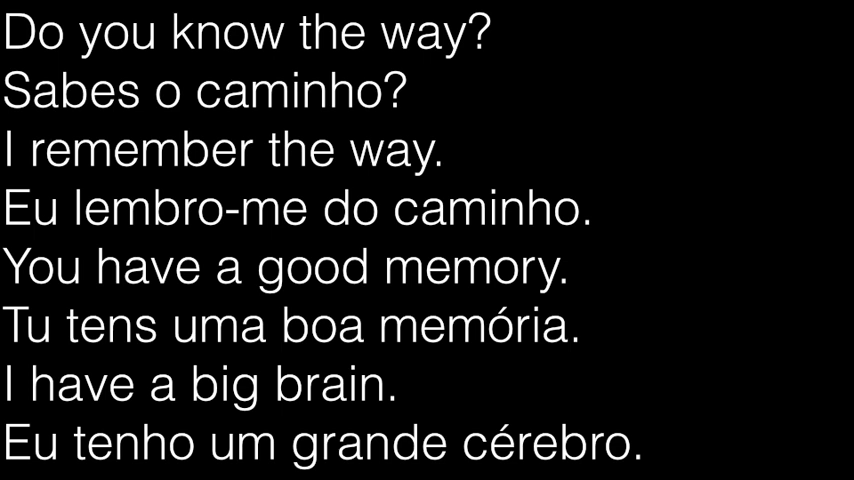 Do you know the way?
Sabes o caminho?
I remember the way.
Eu lembro-me do caminho.
You have a good memory.
Tu tens uma boa memória.
I have a big brain.
Eu tenho um grande cérebro.